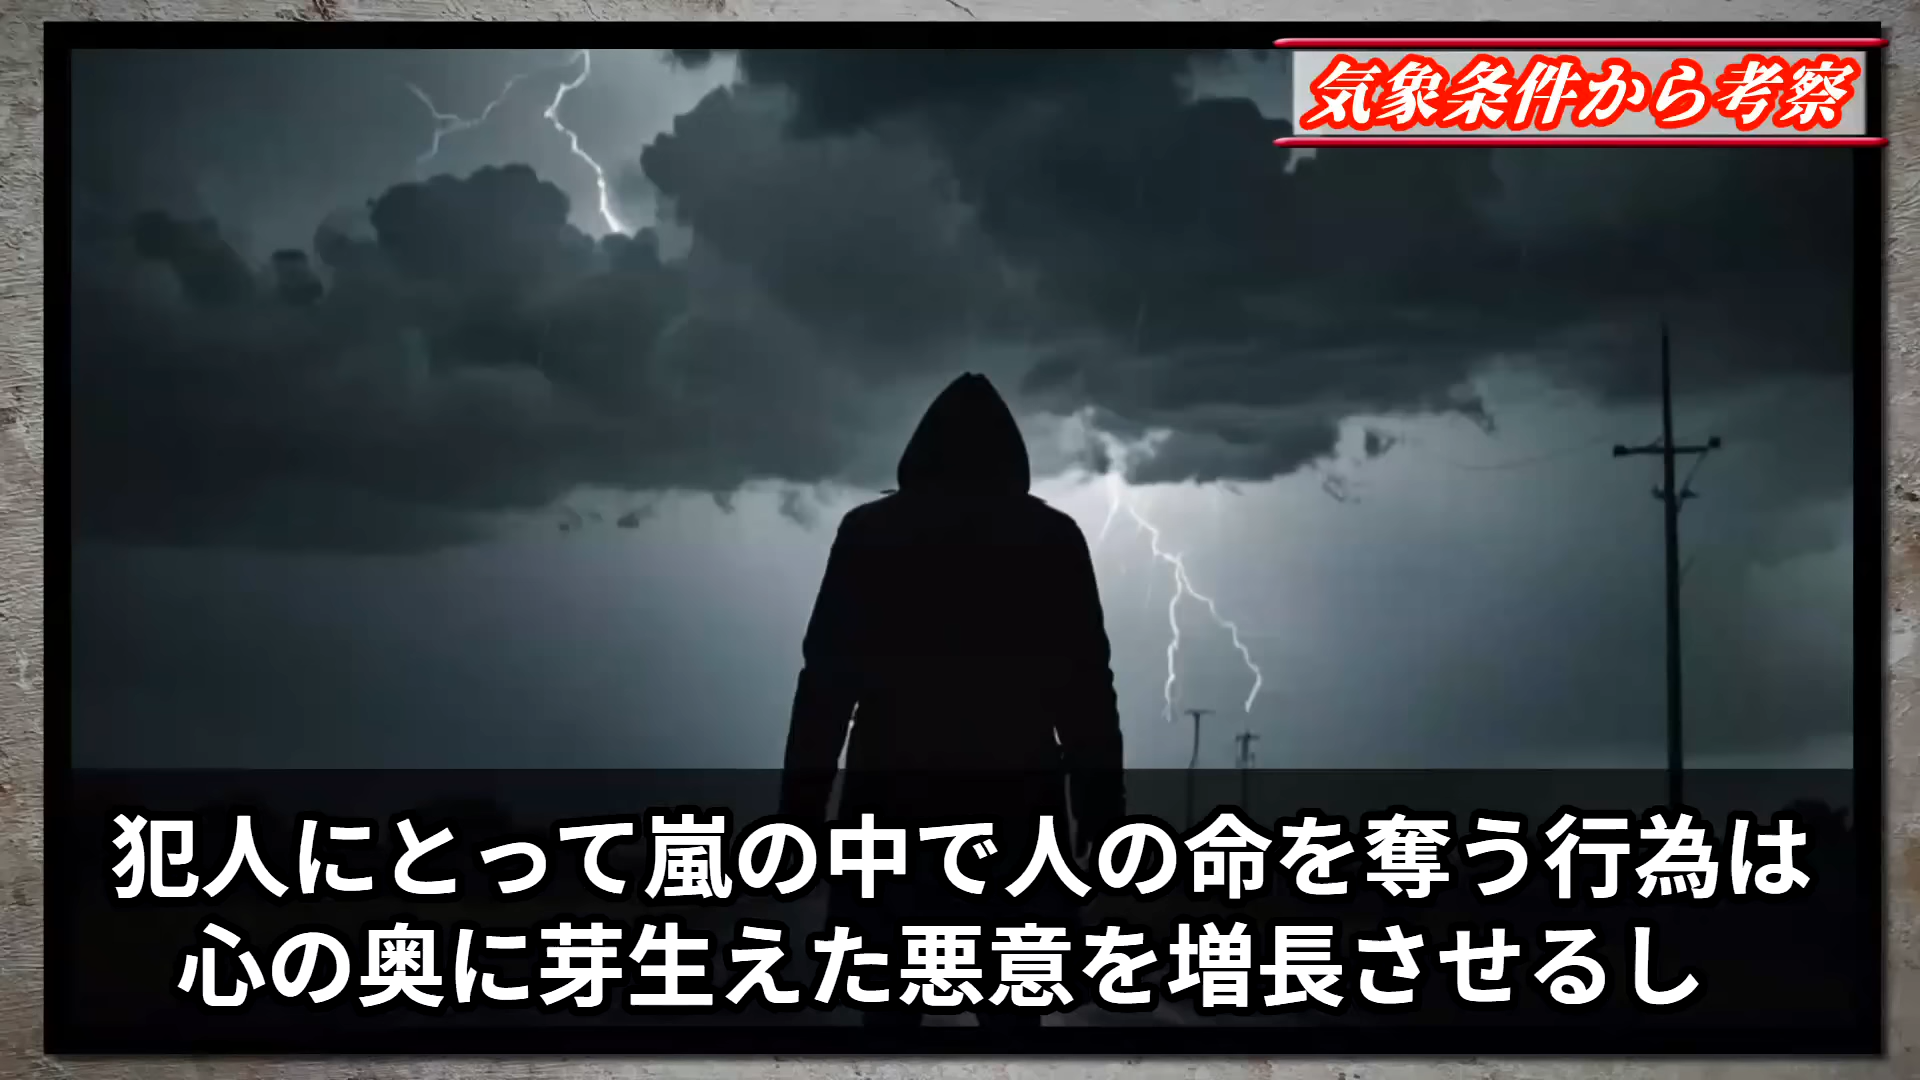 気象条件から考察
犯人にとって嵐の中で人の命を奪う行為は
心の奥に芽生えた悪意を増長させるし